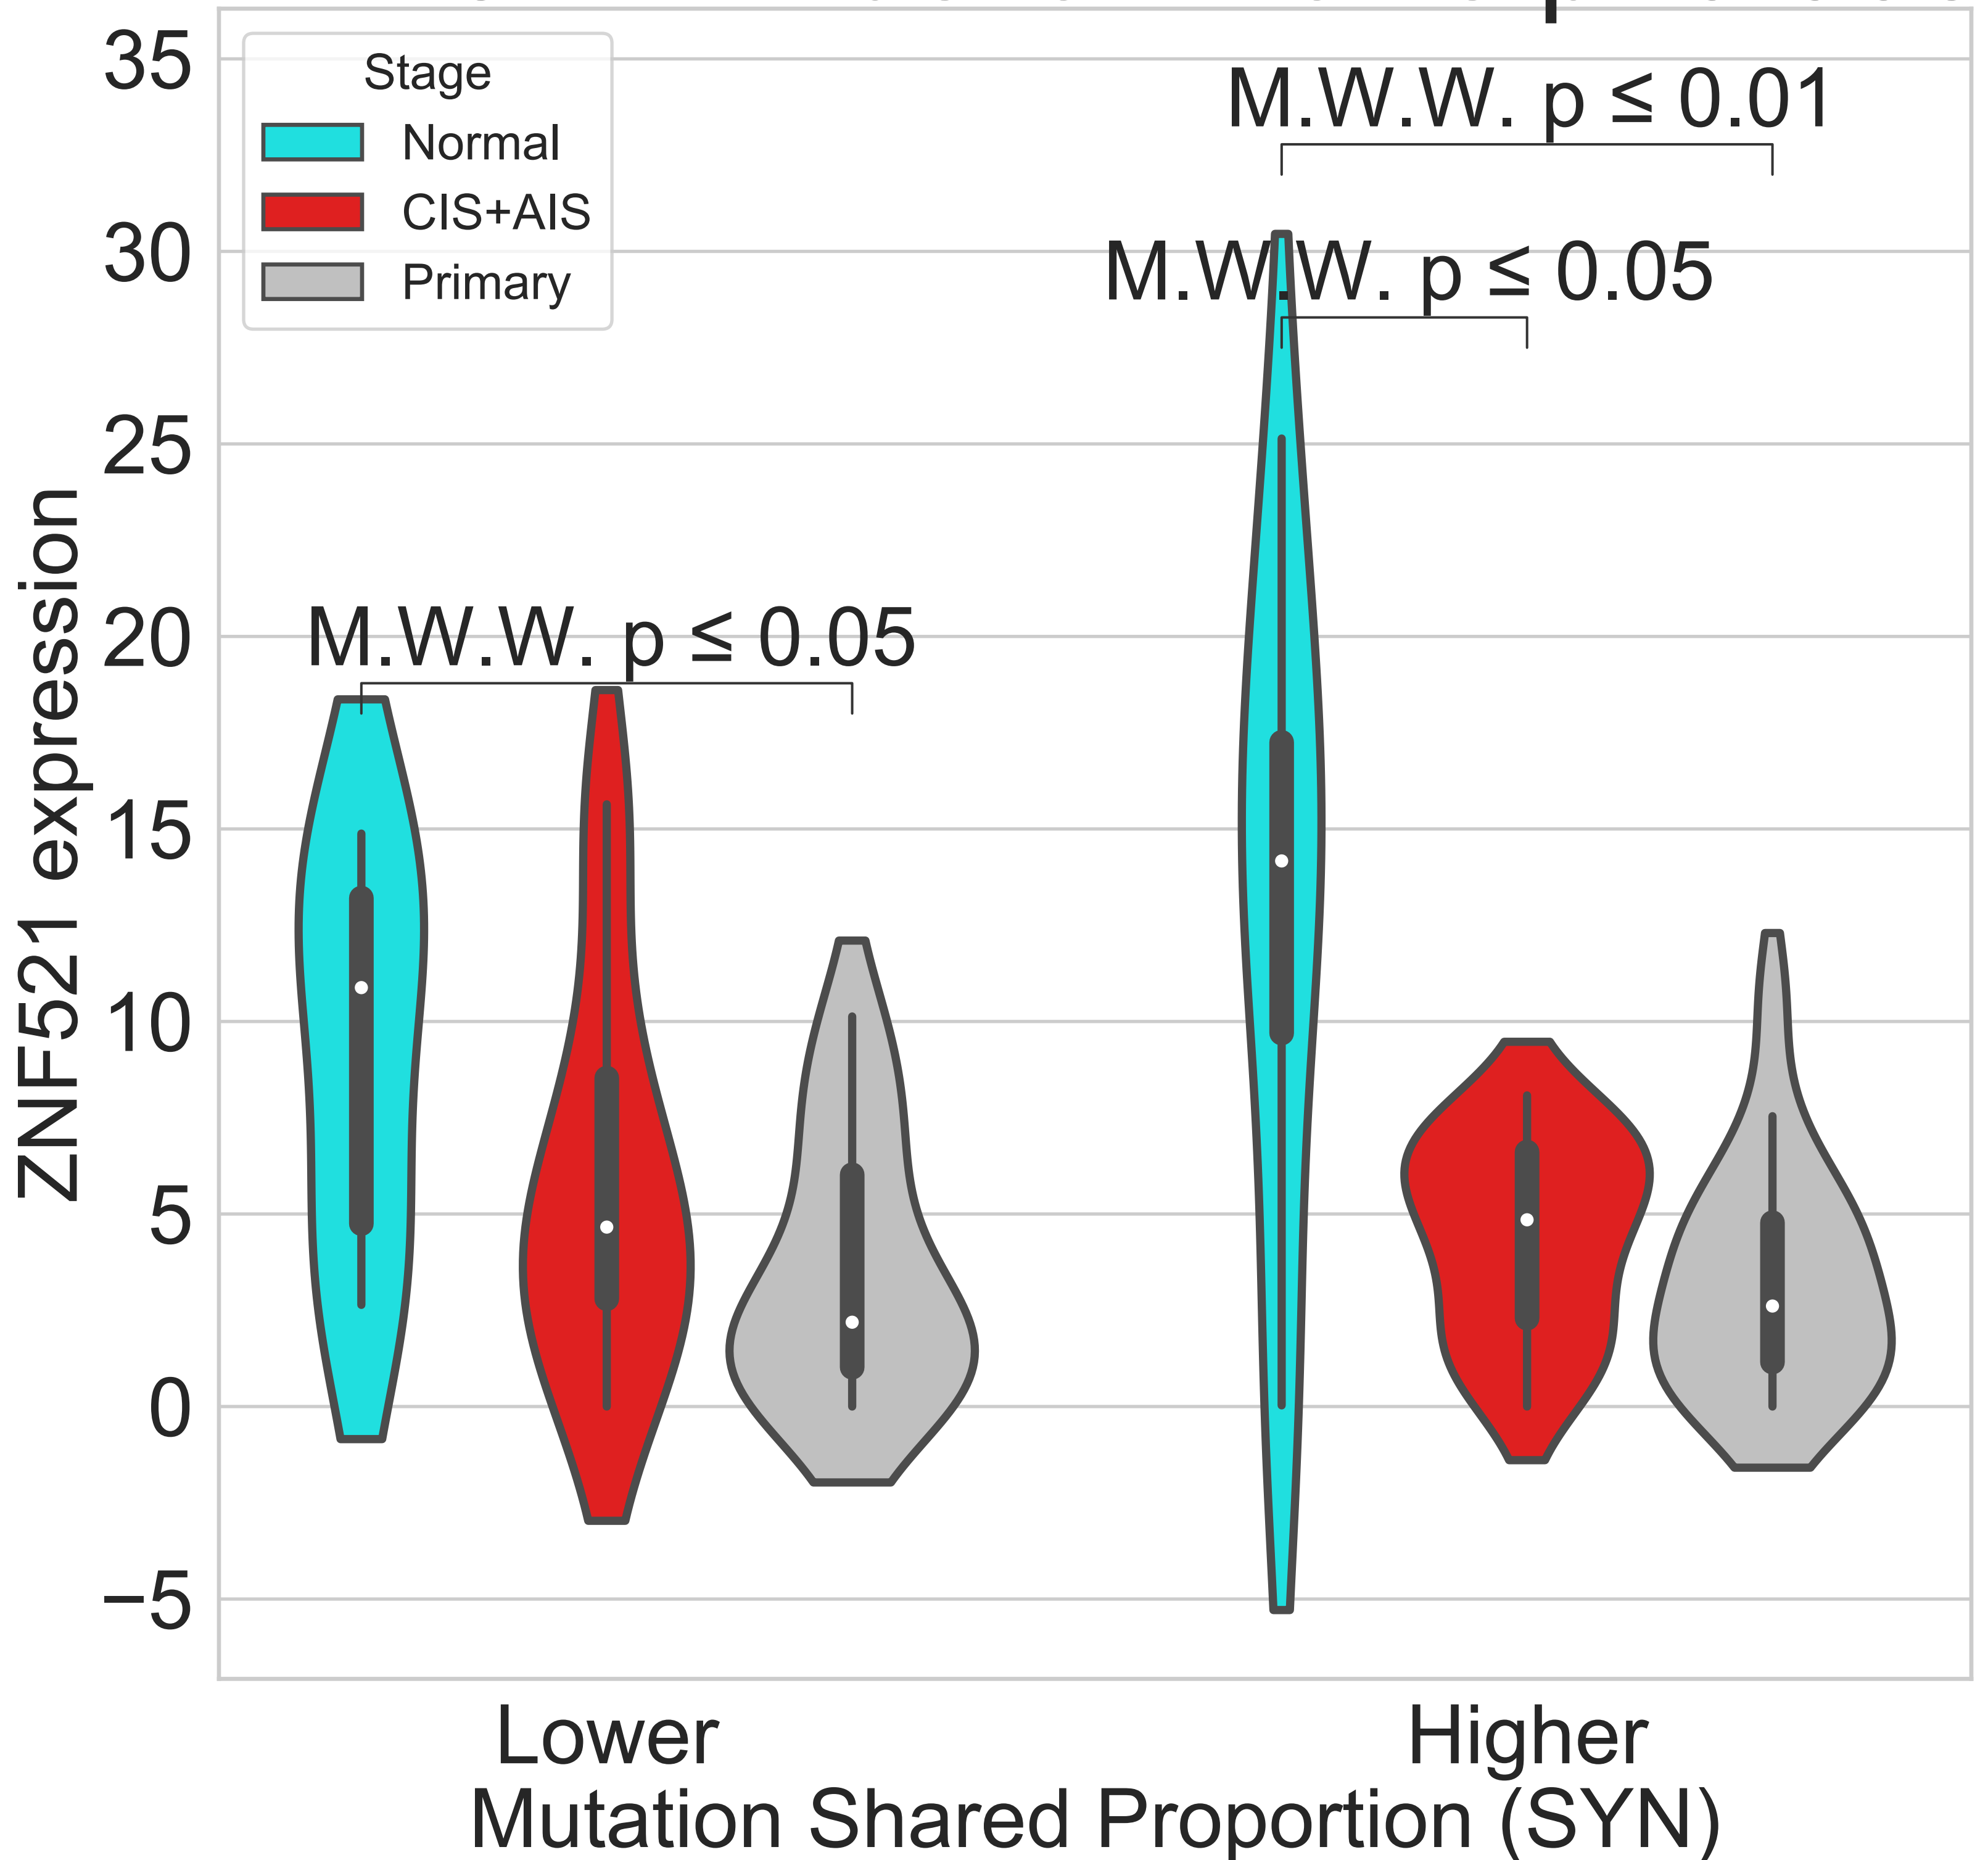 35
30
25
20
15
10
5
0
−5
ZNF521 expression
Stage
Normal
CIS+AIS
Primary
M.W.W. p ≤ 0.01
M.W.W. p ≤ 0.05
M.W.W. p ≤ 0.05
Lower
Higher
Mutation Shared Proportion (SYN)